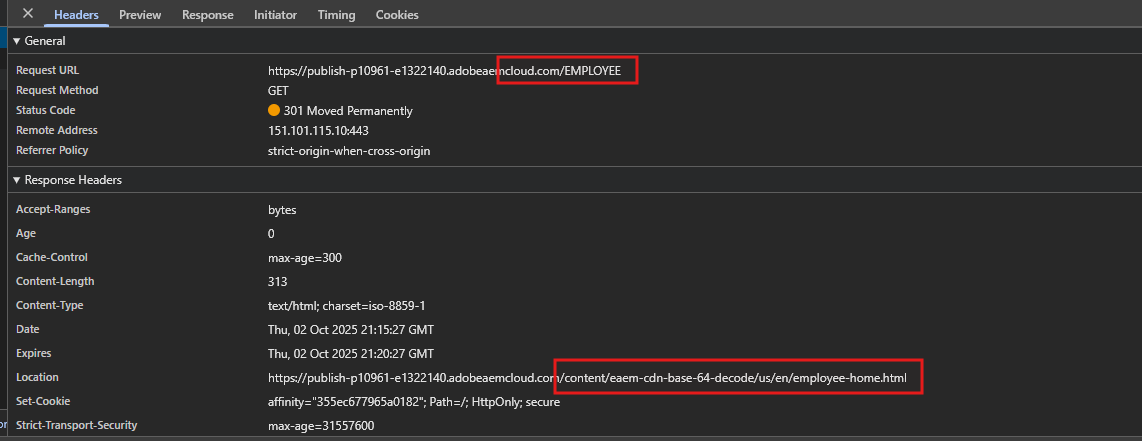 Headers Preview Response Initiator Timing Cookies
General
Request URL https://publish-p10961-e1322140.adobeaemcloud.com/EMPLOYEE
Request Method GET
Status Code 301 Moved Permanently
Remote Address 151.101.115.10:443
Referrer Policy strict-origin-when-cross-origin
Response Headers
Accept-Ranges bytes
Age 0
Cache-Control max-age=300
Content-Length 313
Content-Type text/html; charset=iso-8859-1
Date Thu, 02 Oct 2025 21:15:27 GMT
Expires Thu, 02 Oct 2025 21:20:27 GMT
Location https://publish-p10961-e1322140.adobeaemcloud.com/content/eaem-cdn-base-64-decode/us/en/employee-home.html
Set-Cookie affinity="355ec677965a0182"; Path=/; HttpOnly; secure
Strict-Transport-Security max-age=31557600